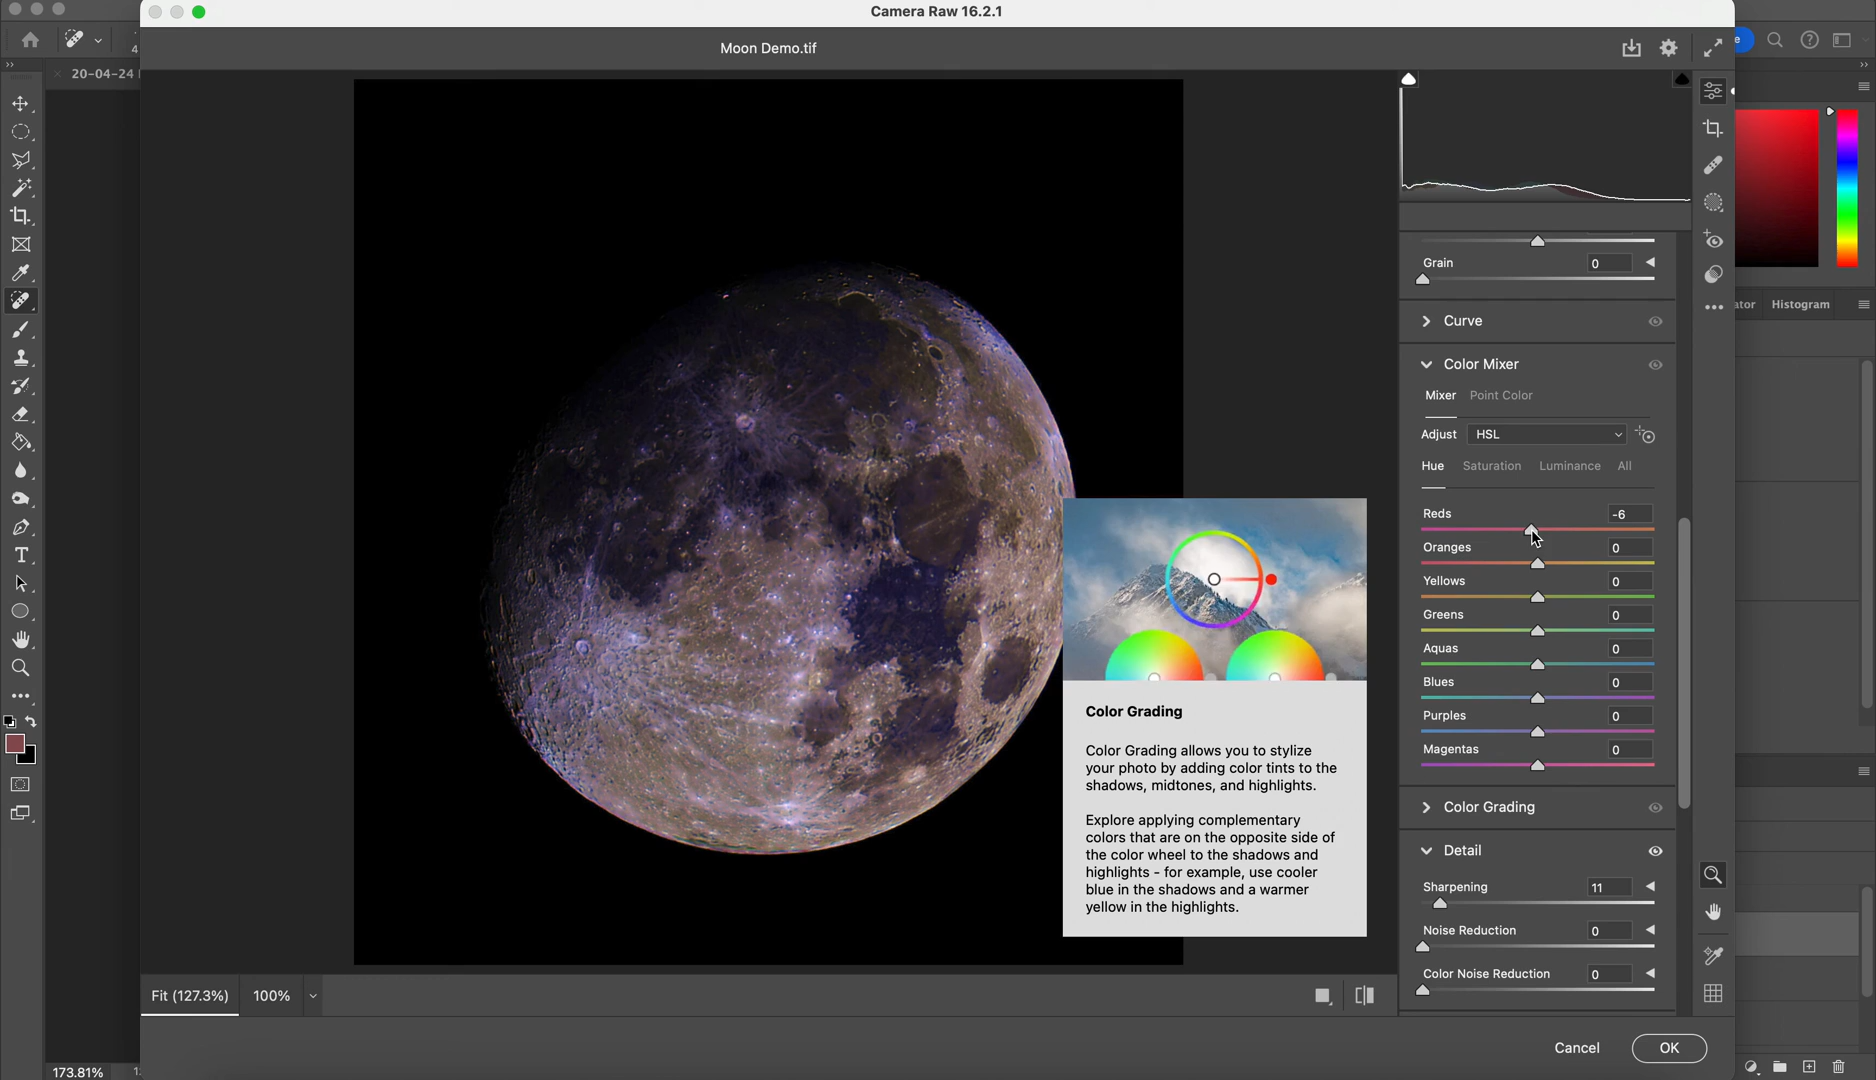 Camera Raw 16.2.1
Moon Demo.tif
20-04-24
Histogram
Grain 0
Curve
Color Mixer
Mixer Point Color
Adjust HSL
Hue Saturation Luminance All
Reds -6
Oranges 0
Yellows 0
Greens 0
Aquas 0
Blues 0
Purples 0
Magentas 0
Color Grading
Detail
Sharpening 11
Noise Reduction 0
Color Noise Reduction 0
Color Grading
Color Grading allows you to stylize
your photo by adding color tints to the
shadows, midtones, and highlights.
Explore applying complementary
colors that are on the opposite side of
the color wheel to the shadows and
highlights - for example, use cooler
blue in the shadows and a warmer
yellow in the highlights.
Fit (127.3%) 100%
Cancel OK
173.81%